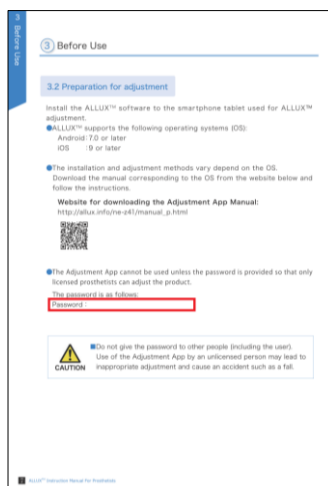 3 Before Use
3 Before Use
3.2 Preparation for adjustment
Install the ALLUX™ software to the smartphone tablet used for ALLUX™
adjustment.
●ALLUX™ supports the following operating systems (OS):
Android : 7.0 or later
iOS : 9 or later
●The installation and adjustment methods vary depend on the OS.
Download the manual corresponding to the OS from the website below and
follow the instructions.
Website for downloading the Adjustment App Manual:
http://allux.info/ne-z41/manual_p.html
●The Adjustment App cannot be used unless the password is provided so that only
licensed prosthetists can adjust the product.
The password is as follows:
Password :
CAUTION
■Do not give the password to other people (including the user).
Use of the Adjustment App by an unlicensed person may lead to
inappropriate adjustment and cause an accident such as a fall.
ALLUX™ Instruction Manual for Prosthetists